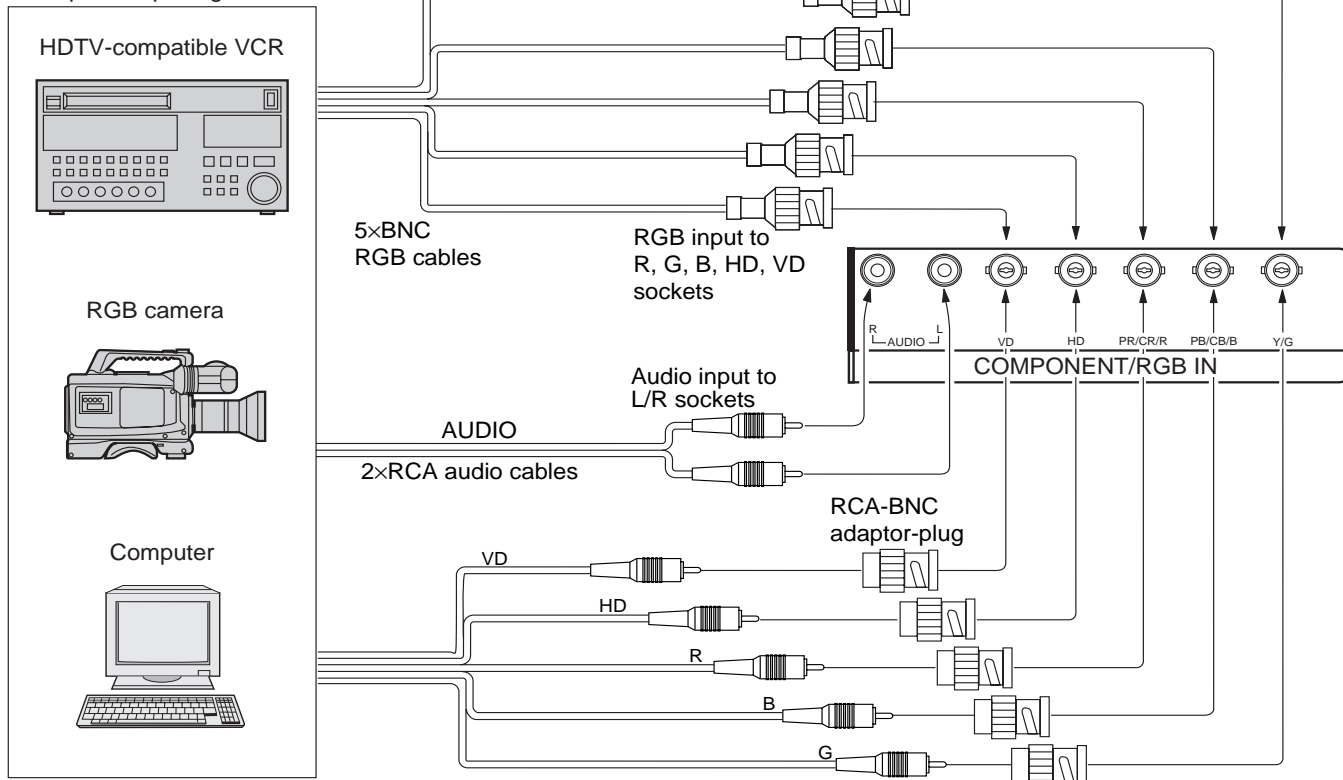 HDTV-compatible VCR
5×BNC
RGB cables
RGB input to
R, G, B, HD, VD
sockets
RGB camera
R
L
AUDIO
VD
HD
PR/CR/R
PB/CB/B
Y/G
COMPONENT/RGB IN
Audio input to
L/R sockets
AUDIO
2×RCA audio cables
RCA-BNC
adaptor-plug
Computer
VD
HD
R
B
G